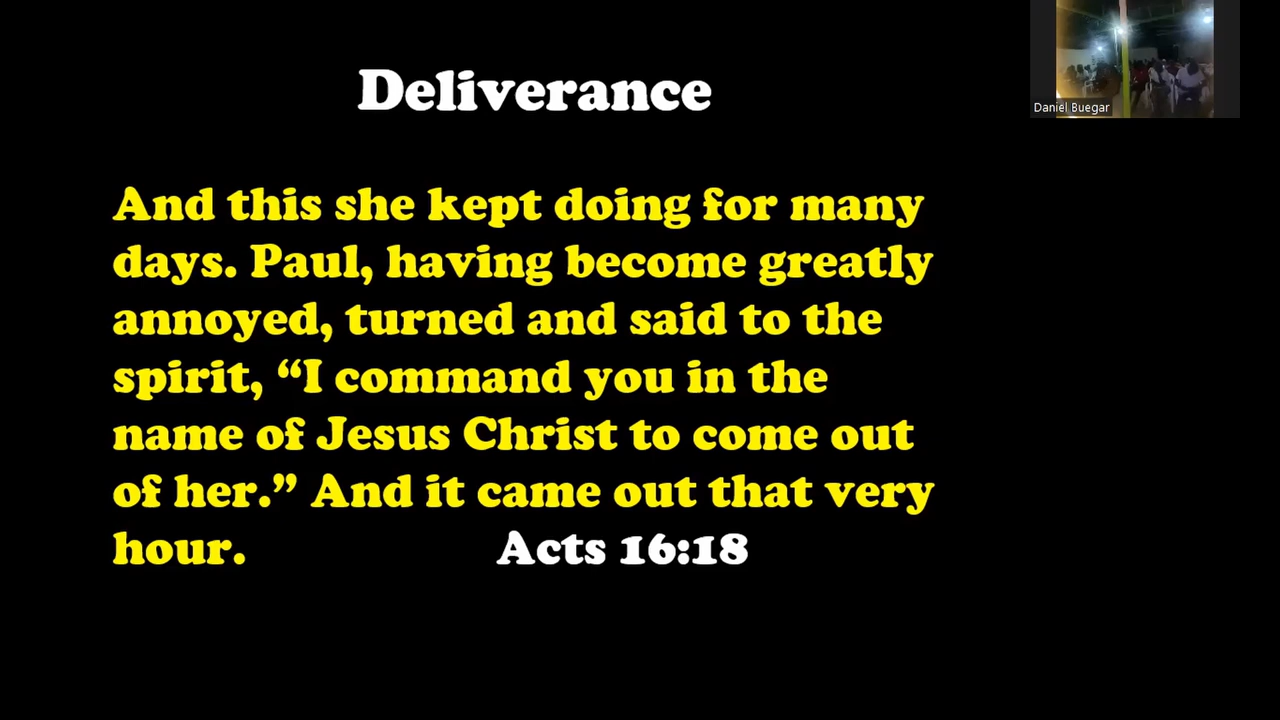 Deliverance
Daniel Buegar
And this she kept doing for many
days. Paul, having become greatly
annoyed, turned and said to the
spirit, “I command you in the
name of Jesus Christ to come out
of her.” And it came out that very
hour. Acts 16:18